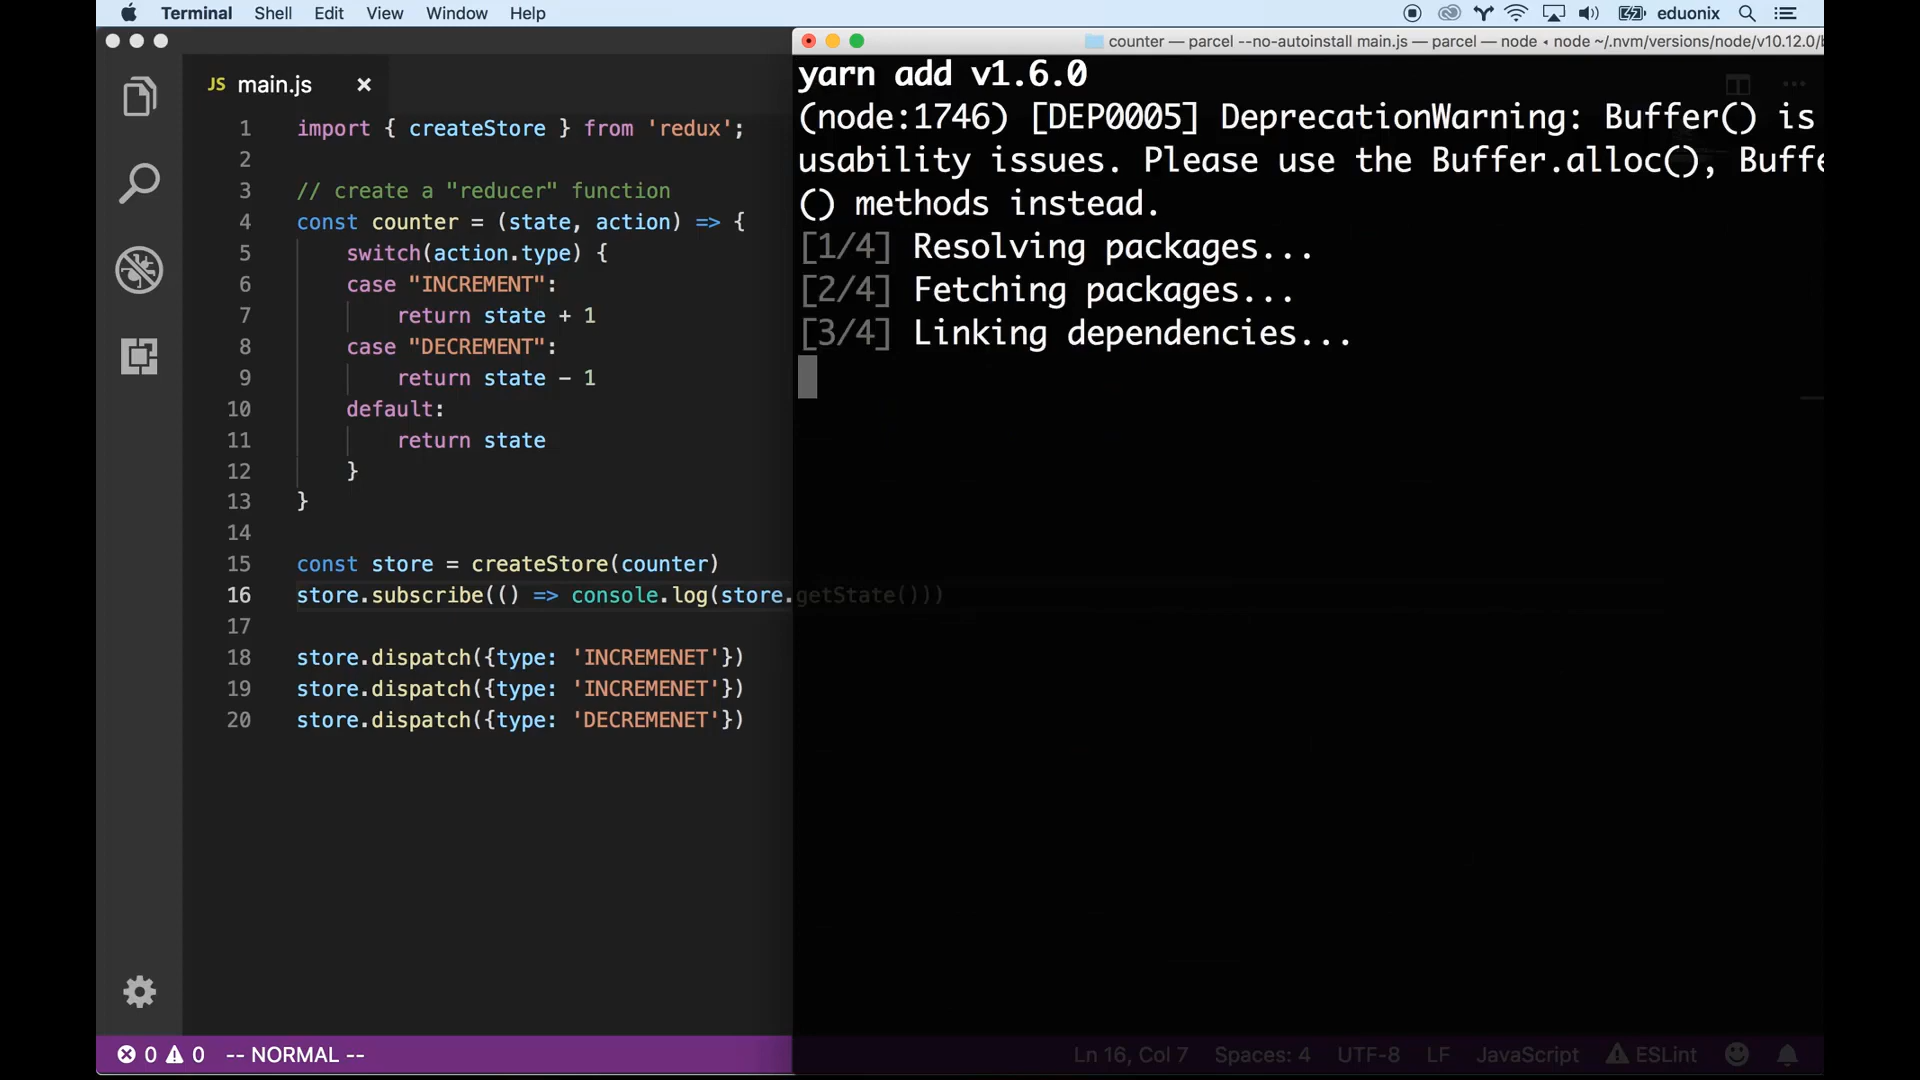 Terminal Shell Edit View Window Help eduonix
JS main.js ×
1 import { createStore } from 'redux';
2
3 // create a "reducer" function
4 const counter = (state, action) => {
5 switch(action.type) {
6 case "INCREMENT":
7 return state + 1
8 case "DECREMENT":
9 return state - 1
10 default:
11 return state
12 }
13 }
14
15 const store = createStore(counter)
16 store.subscribe(() => console.log(store.getState()))
17
18 store.dispatch({type: 'INCREMENET'})
19 store.dispatch({type: 'INCREMENET'})
20 store.dispatch({type: 'DECREMENET'})
counter — parcel --no-autoinstall main.js — parcel — node ◂ node ~/.nvm/versions/node/v10.12.0/
yarn add v1.6.0
(node:1746) [DEP0005] DeprecationWarning: Buffer() is
usability issues. Please use the Buffer.alloc(), Buffe
() methods instead.
[1/4] Resolving packages...
[2/4] Fetching packages...
[3/4] Linking dependencies...
0 0 -- NORMAL -- Ln 16, Col 7 Spaces: 4 UTF-8 LF JavaScript ESLint